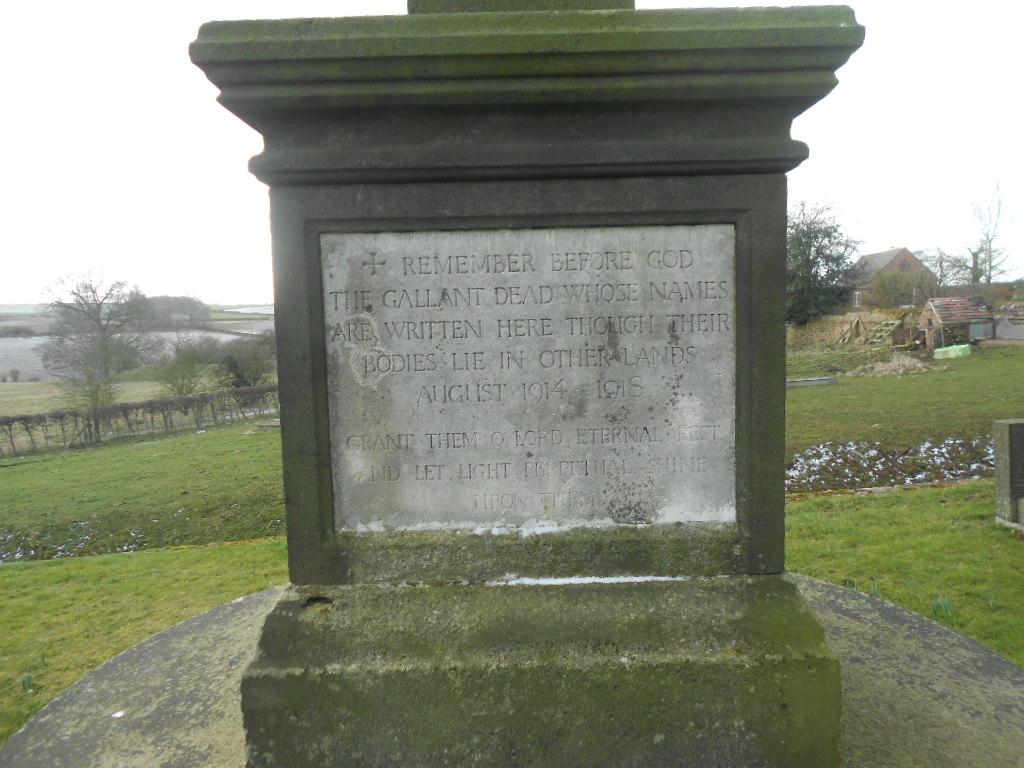 REMEMBER BEFORE GOD
THE GALLANT DEAD WHOSE NAMES
ARE WRITTEN HERE THOUGH THEIR
BODIES LIE IN OTHER LANDS
AUGUST 1914 - 1918
GRANT THEM O LORD ETERNAL REST
AND LET LIGHT PERPETUAL SHINE
UPON THEM